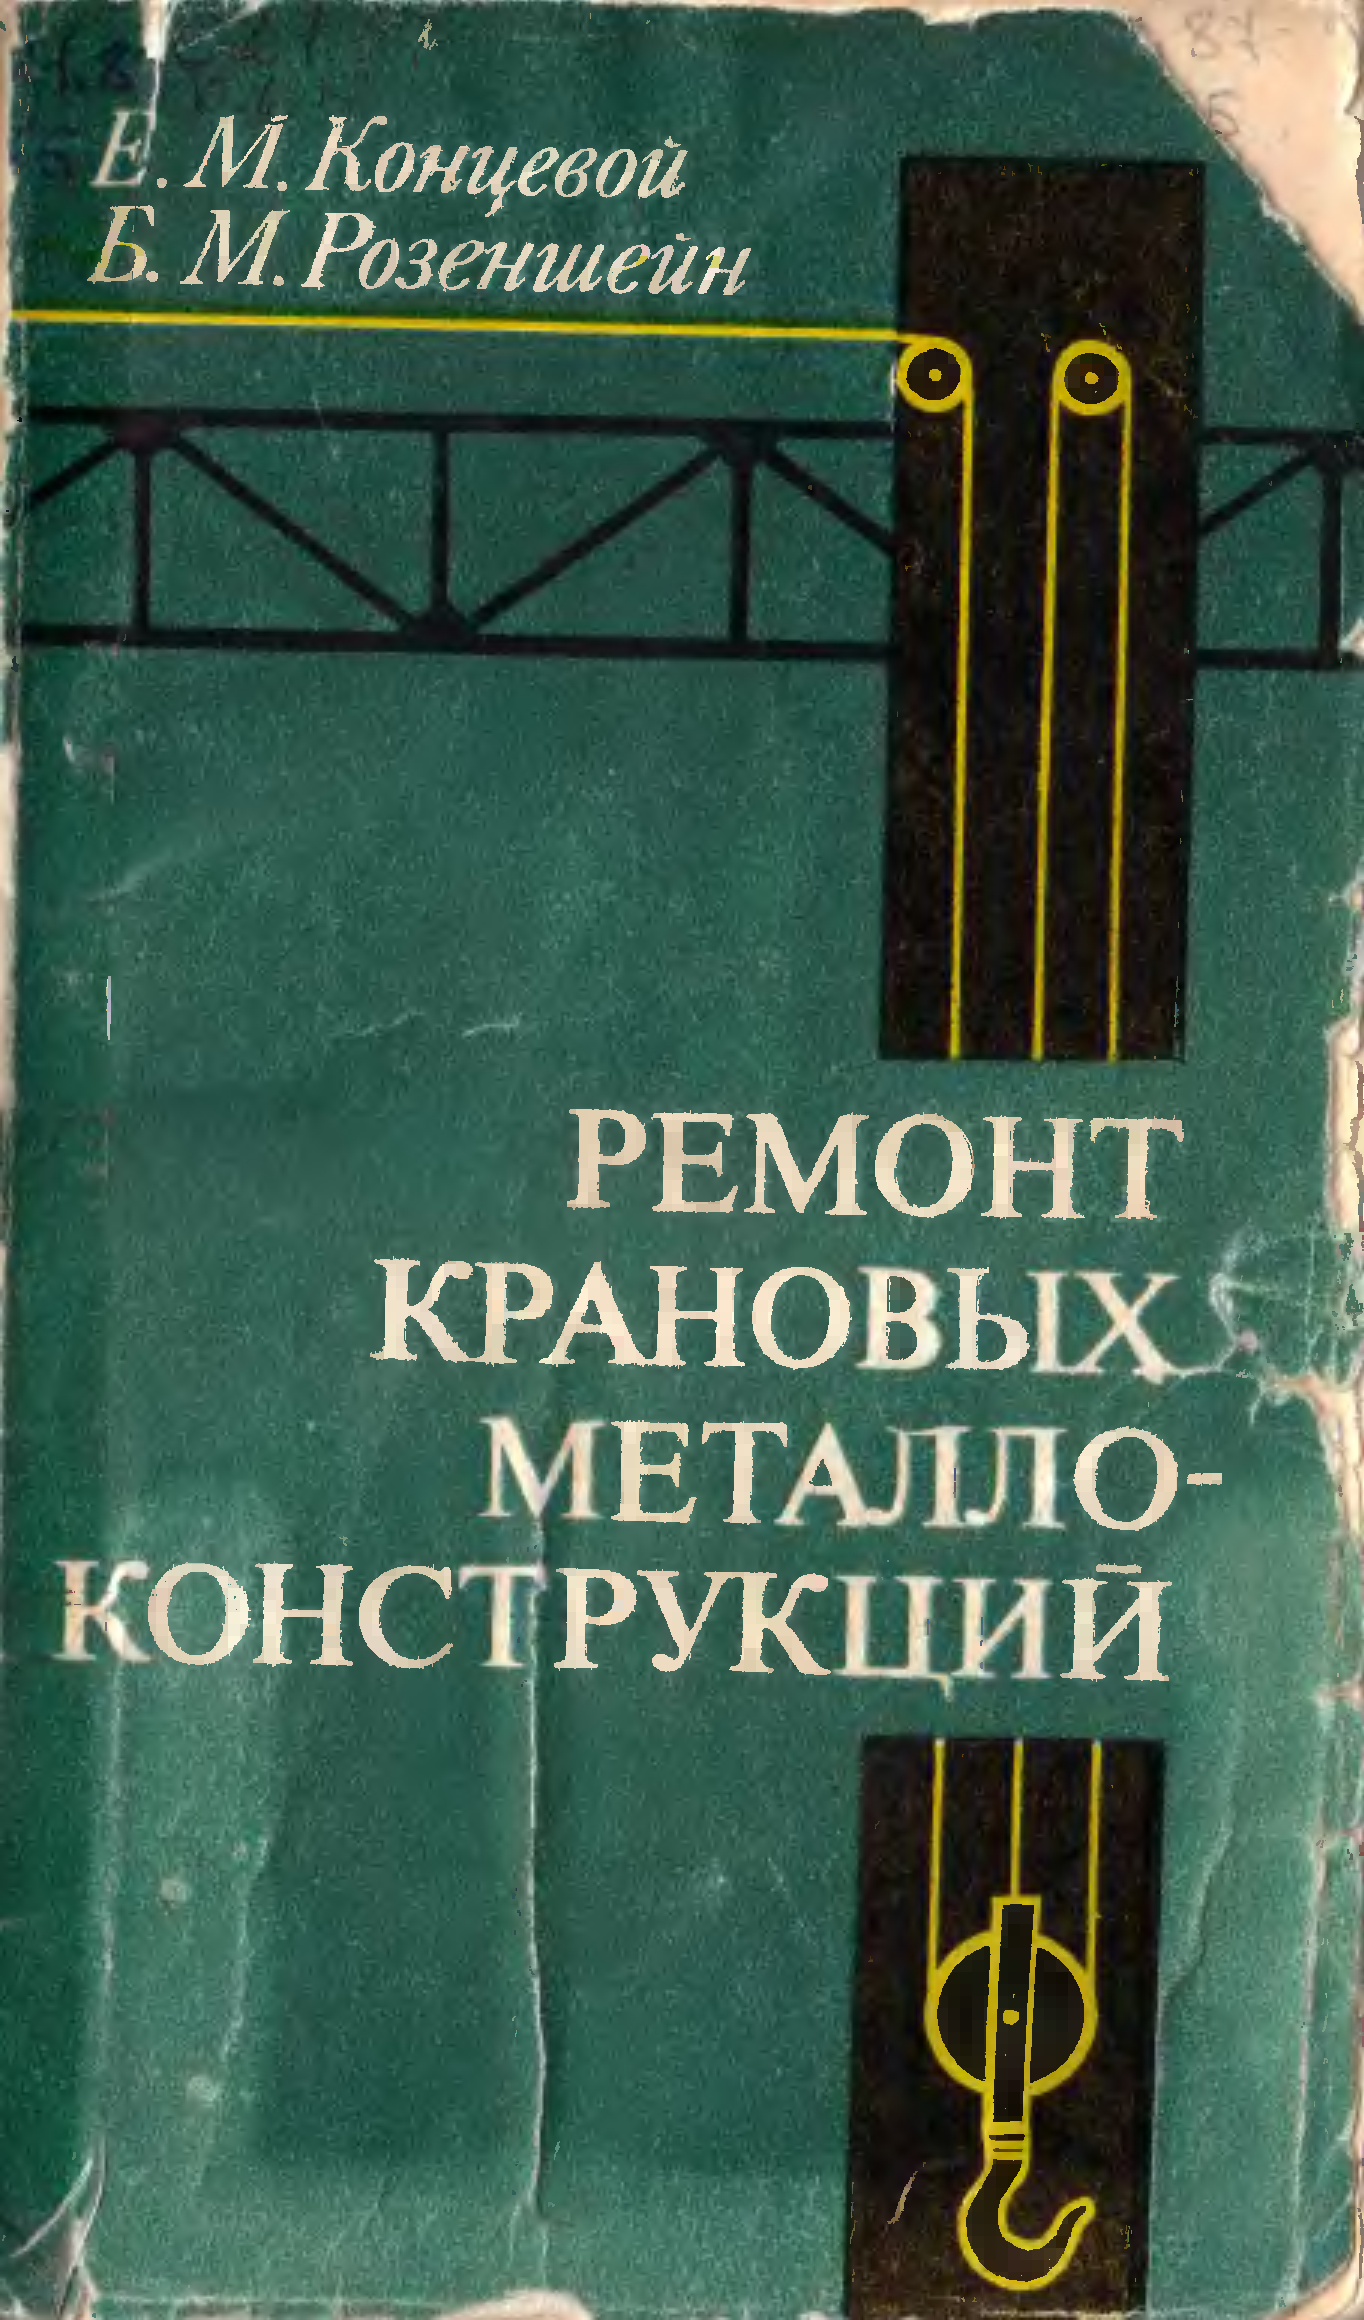 Е. М. Концевой
Б. М. Розеншейн
РЕМОНТ
КРАНОВЫХ
МЕТАЛЛО-
КОНСТРУКЦИЙ